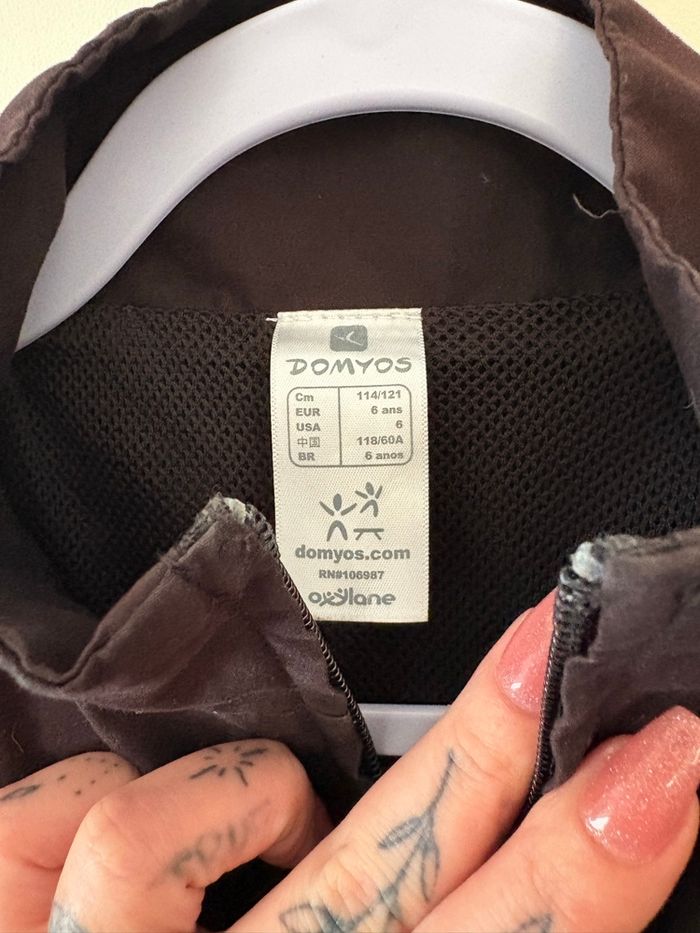 DOMYOS
Cm 114/121
EUR 6 ans
USA 6
中国 118/60A
BR 6 anos
domyos.com
RN#106987
oxylane